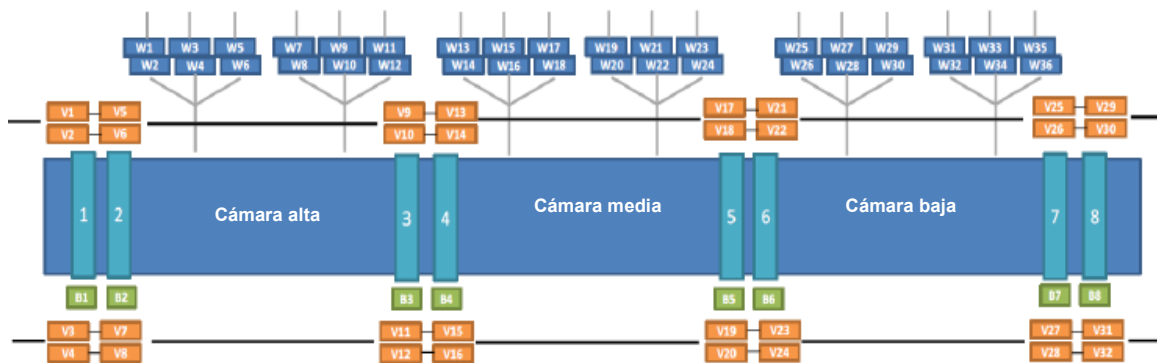 W1 W3 W5 W7 W9 W11 W13 W15 W17 W19 W21 W23 W25 W27 W29 W31 W33 W35
W2 W4 W6 W8 W10 W12 W14 W16 W18 W20 W22 W24 W26 W28 W30 W32 W34 W36
V1 V5 V9 V13 V17 V21 V25 V29
V2 V6 V10 V14 V18 V22 V26 V30
1 2 Cámara alta 3 4 Cámara media 5 6 Cámara baja 7 8
B1 B2 B3 B4 B5 B6 B7 B8
V3 V7 V11 V15 V19 V23 V27 V31
V4 V8 V12 V16 V20 V24 V28 V32